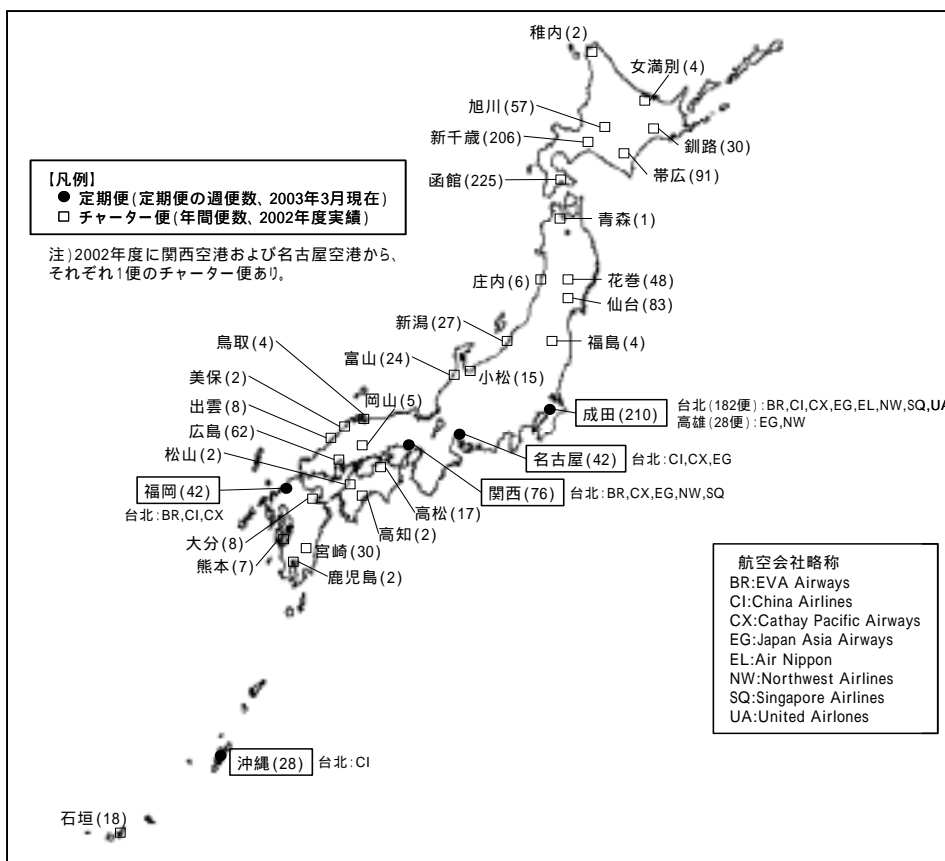 稚内(2)
女満別(4)
旭川(57)
新千歳(206)
釧路(30)
帯広(91)
函館(225)
【凡例】
● 定期便(定期便の週便数、2003年3月現在)
□ チャーター便(年間便数、2002年度実績)
注)2002年度に関西空港および名古屋空港から、
それぞれ1便のチャーター便あり。
青森(1)
庄内(6)
花巻(48)
仙台(83)
新潟(27)
福島(4)
鳥取(4)
富山(24)
小松(15)
美保(2)
岡山(5)
出雲(8)
広島(62)
松山(2)
成田(210)
台北(182便):BR,CI,CX,EG,EL,NW,SQ,UA
高雄(28便):EG,NW
名古屋(42)
台北:CI,CX,EG
関西(76)
台北:BR,CX,EG,NW,SQ
福岡(42)
台北:BR,CI,CX
高松(17)
高知(2)
大分(8)
宮崎(30)
熊本(7)
鹿児島(2)
航空会社略称
BR:EVA Airways
CI:China Airlines
CX:Cathay Pacific Airways
EG:Japan Asia Airways
EL:Air Nippon
NW:Northwest Airlines
SQ:Singapore Airlines
UA:United Airlones
沖縄(28)
台北:CI
石垣(18)